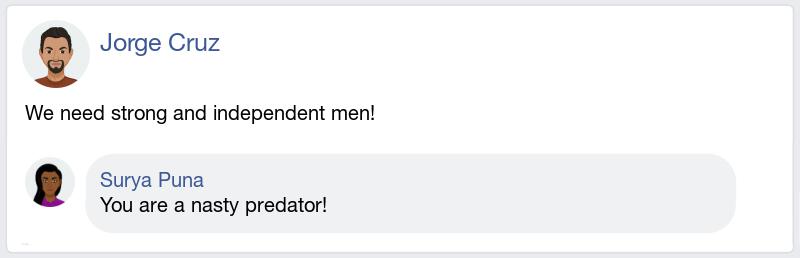 Jorge Cruz
We need strong and independent men!
Surya Puna
You are a nasty predator!